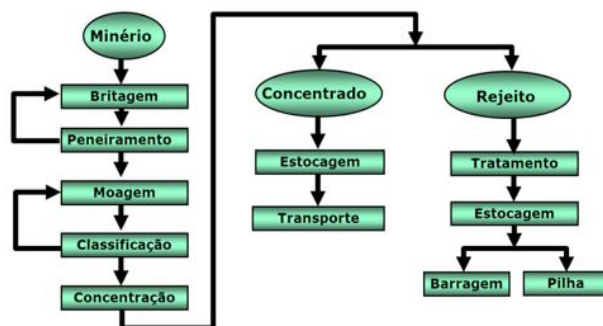 Minério
Britagem
Peneiramento
Moagem
Classificação
Concentração
Concentrado
Estocagem
Transporte
Rejeito
Tratamento
Estocagem
Barragem
Pilha